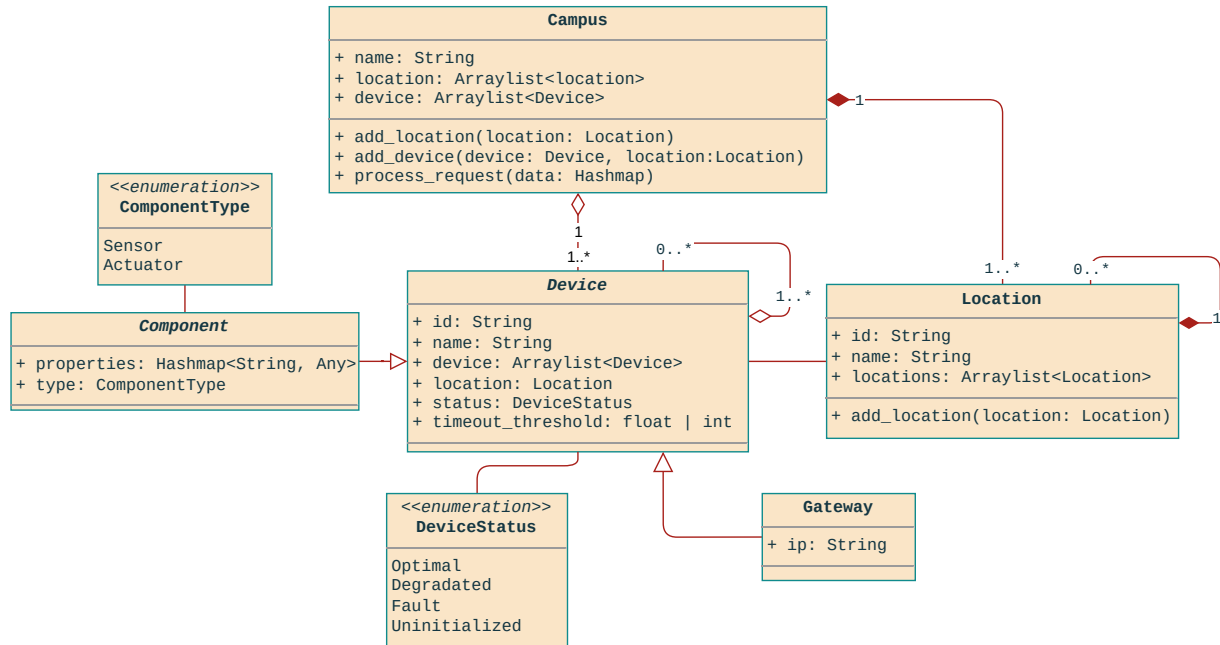 Campus
+ name: String
+ location: Arraylist<location>
+ device: Arraylist<Device>
+ add_location(location: Location)
+ add_device(device: Device, location:Location)
+ process_request(data: Hashmap)
1
1
1..*
<<enumeration>>
ComponentType
Sensor
Actuator
Component
+ properties: Hashmap<String, Any>
+ type: ComponentType
0..*
1..*
Device
+ id: String
+ name: String
+ device: Arraylist<Device>
+ location: Location
+ status: DeviceStatus
+ timeout_threshold: float | int
1..*
0..*
1
Location
+ id: String
+ name: String
+ locations: Arraylist<Location>
+ add_location(location: Location)
<<enumeration>>
DeviceStatus
Optimal
Degradated
Fault
Uninitialized
Gateway
+ ip: String